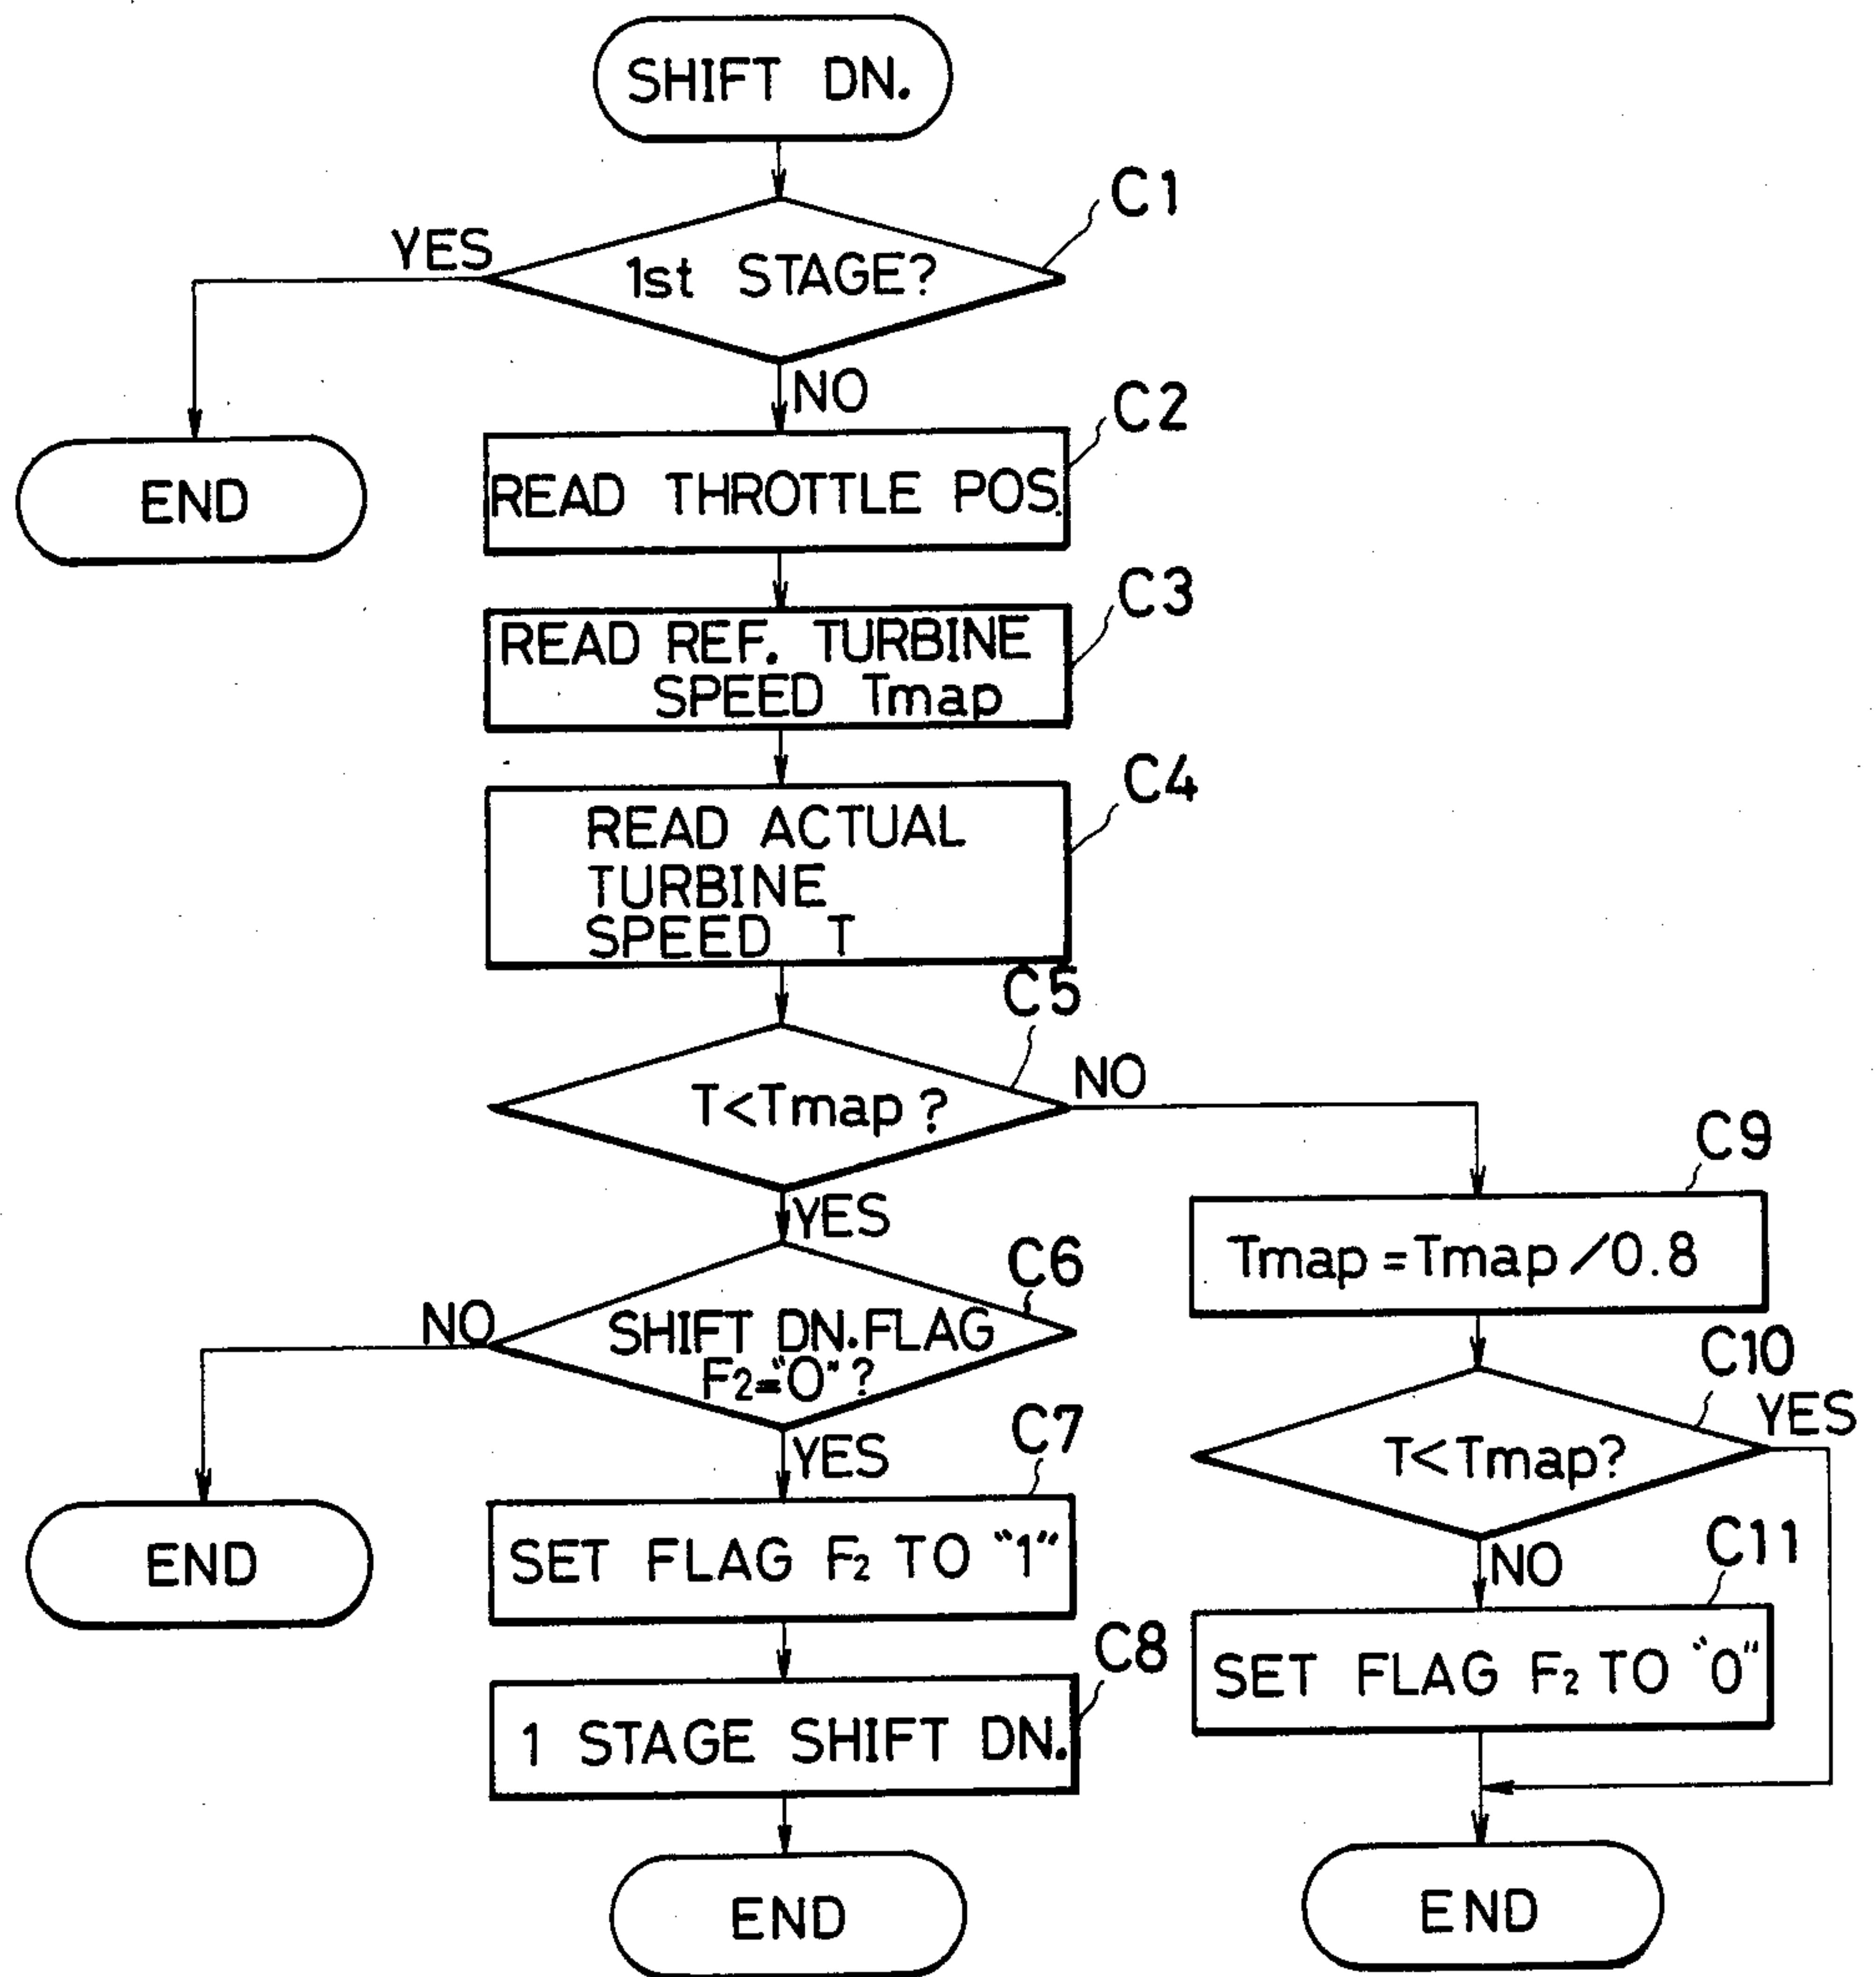 SHIFT DN.
C1
YES
1st STAGE?
NO
C2
END
READ THROTTLE POS.
C3
READ REF. TURBINE
SPEED Tmap
C4
READ ACTUAL
TURBINE
SPEED T
C5
NO
T<Tmap?
C9
YES
Tmap=Tmap/0.8
C6
NO
SHIFT DN.FLAG
F2="0"?
C10
YES
C7
YES
T<Tmap?
END
SET FLAG F2 TO "1"
NO
C11
C8
SET FLAG F2 TO "0"
1 STAGE SHIFT DN.
END
END